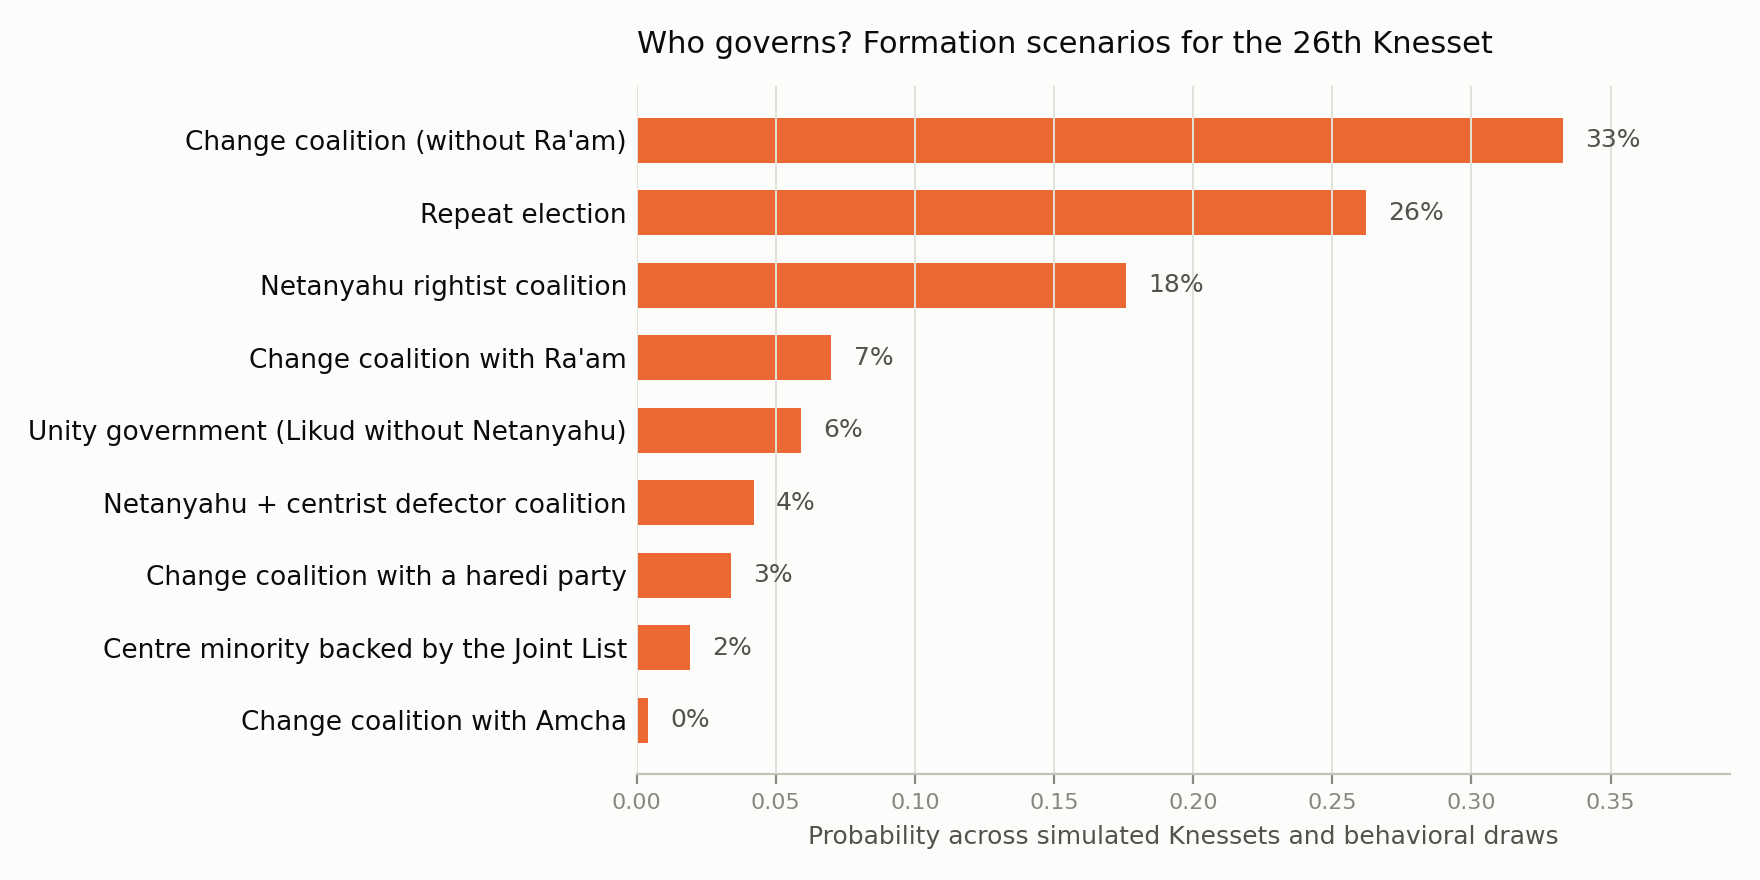 Who governs? Formation scenarios for the 26th Knesset
Change coalition (without Ra'am) 33%
Repeat election 26%
Netanyahu rightist coalition 18%
Change coalition with Ra'am 7%
Unity government (Likud without Netanyahu) 6%
Netanyahu + centrist defector coalition 4%
Change coalition with a haredi party 3%
Centre minority backed by the Joint List 2%
Change coalition with Amcha 0%
0.00 0.05 0.10 0.15 0.20 0.25 0.30 0.35
Probability across simulated Knessets and behavioral draws